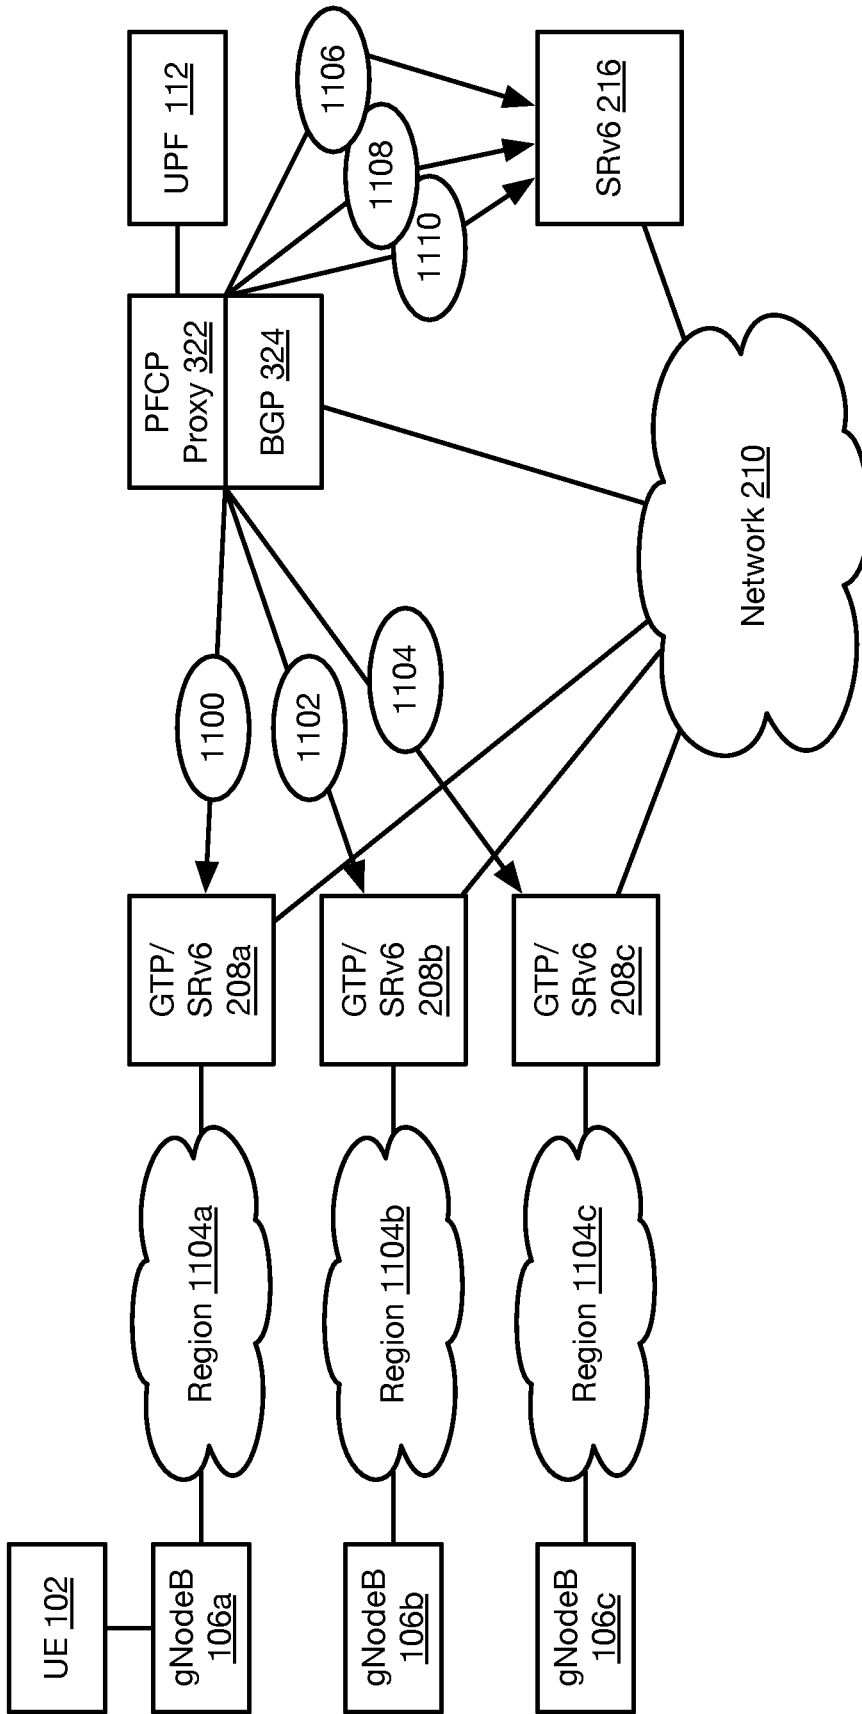 UE 102
gNodeB
106a
gNodeB
106b
gNodeB
106c
Region 1104a
Region 1104b
Region 1104c
GTP/
SRv6
208a
GTP/
SRv6
208b
GTP/
SRv6
208c
1100
1102
1104
PFCP
Proxy 322
BGP 324
Network 210
UPF 112
1106
1108
1110
SRv6 216